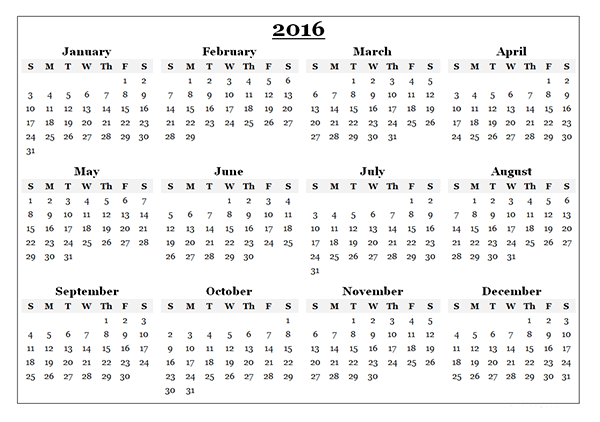 2016
January
S M T W Th F S
1 2
3 4 5 6 7 8 9
10 11 12 13 14 15 16
17 18 19 20 21 22 23
24 25 26 27 28 29 30
31
February
S M T W Th F S
1 2 3 4 5 6
7 8 9 10 11 12 13
14 15 16 17 18 19 20
21 22 23 24 25 26 27
28 29
March
S M T W Th F S
1 2 3 4 5
6 7 8 9 10 11 12
13 14 15 16 17 18 19
20 21 22 23 24 25 26
27 28 29 30 31
April
S M T W Th F S
1 2
3 4 5 6 7 8 9
10 11 12 13 14 15 16
17 18 19 20 21 22 23
24 25 26 27 28 29 30
May
S M T W Th F S
1 2 3 4 5 6 7
8 9 10 11 12 13 14
15 16 17 18 19 20 21
22 23 24 25 26 27 28
29 30 31
June
S M T W Th F S
1 2 3 4
5 6 7 8 9 10 11
12 13 14 15 16 17 18
19 20 21 22 23 24 25
26 27 28 29 30
July
S M T W Th F S
1 2
3 4 5 6 7 8 9
10 11 12 13 14 15 16
17 18 19 20 21 22 23
24 25 26 27 28 29 30
31
August
S M T W Th F S
1 2 3 4 5 6
7 8 9 10 11 12 13
14 15 16 17 18 19 20
21 22 23 24 25 26 27
28 29 30 31
September
S M T W Th F S
1 2 3
4 5 6 7 8 9 10
11 12 13 14 15 16 17
18 19 20 21 22 23 24
25 26 27 28 29 30
October
S M T W Th F S
1
2 3 4 5 6 7 8
9 10 11 12 13 14 15
16 17 18 19 20 21 22
23 24 25 26 27 28 29
30 31
November
S M T W Th F S
1 2 3 4 5
6 7 8 9 10 11 12
13 14 15 16 17 18 19
20 21 22 23 24 25 26
27 28 29 30
December
S M T W Th F S
1 2 3
4 5 6 7 8 9 10
11 12 13 14 15 16 17
18 19 20 21 22 23 24
25 26 27 28 29 30 31